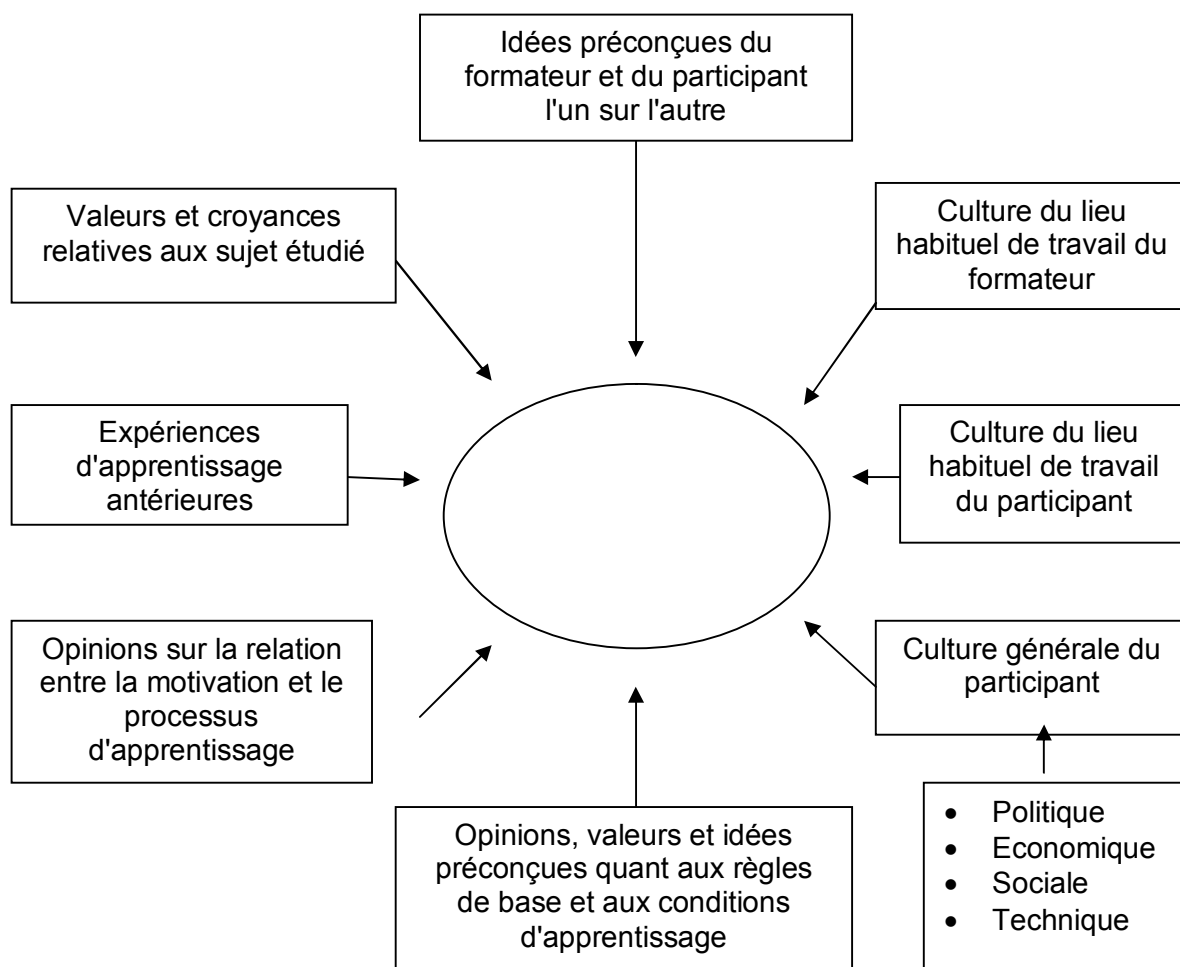 Idées préconçues du
formateur et du participant
l'un sur l'autre
Valeurs et croyances
relatives aux sujet étudié
Culture du lieu
habituel de travail du
formateur
Expériences
d'apprentissage
antérieures
Culture du lieu
habituel de travail
du participant
Opinions sur la relation
entre la motivation et le
processus
d'apprentissage
Culture générale du
participant
Opinions, valeurs et idées
préconçues quant aux règles
de base et aux conditions
d'apprentissage
• Politique
• Economique
• Sociale
• Technique